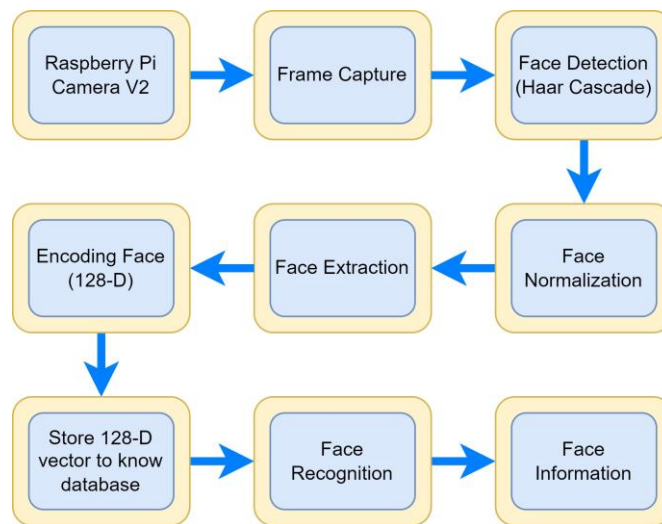 Raspberry Pi
Camera V2
Frame Capture
Face Detection
(Haar Cascade)
Encoding Face
(128-D)
Face Extraction
Face
Normalization
Store 128-D
vector to know
database
Face
Recognition
Face
Information